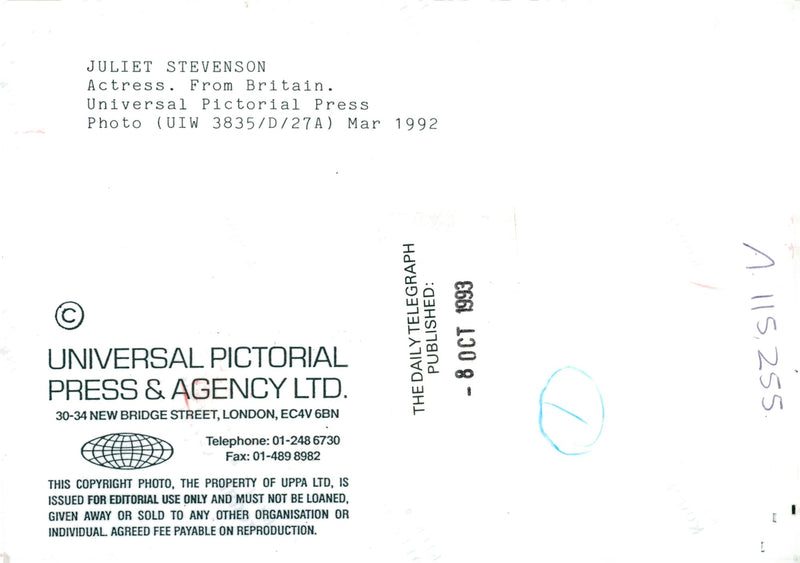 JULIET STEVENSON
Actress. From Britain.
Universal Pictorial Press
Photo (UIW 3835/D/27A) Mar 1992
©
UNIVERSAL PICTORIAL
PRESS & AGENCY LTD.
30-34 NEW BRIDGE STREET, LONDON, EC4V 6BN
Telephone: 01-248 6730
Fax: 01-489 8982
THIS COPYRIGHT PHOTO, THE PROPERTY OF UPPA LTD, IS
ISSUED FOR EDITORIAL USE ONLY AND MUST NOT BE LOANED,
GIVEN AWAY OR SOLD TO ANY OTHER ORGANISATION OR
INDIVIDUAL. AGREED FEE PAYABLE ON REPRODUCTION.
THE DAILY TELEGRAPH
PUBLISHED:
- 8 OCT 1993
A 115,255.